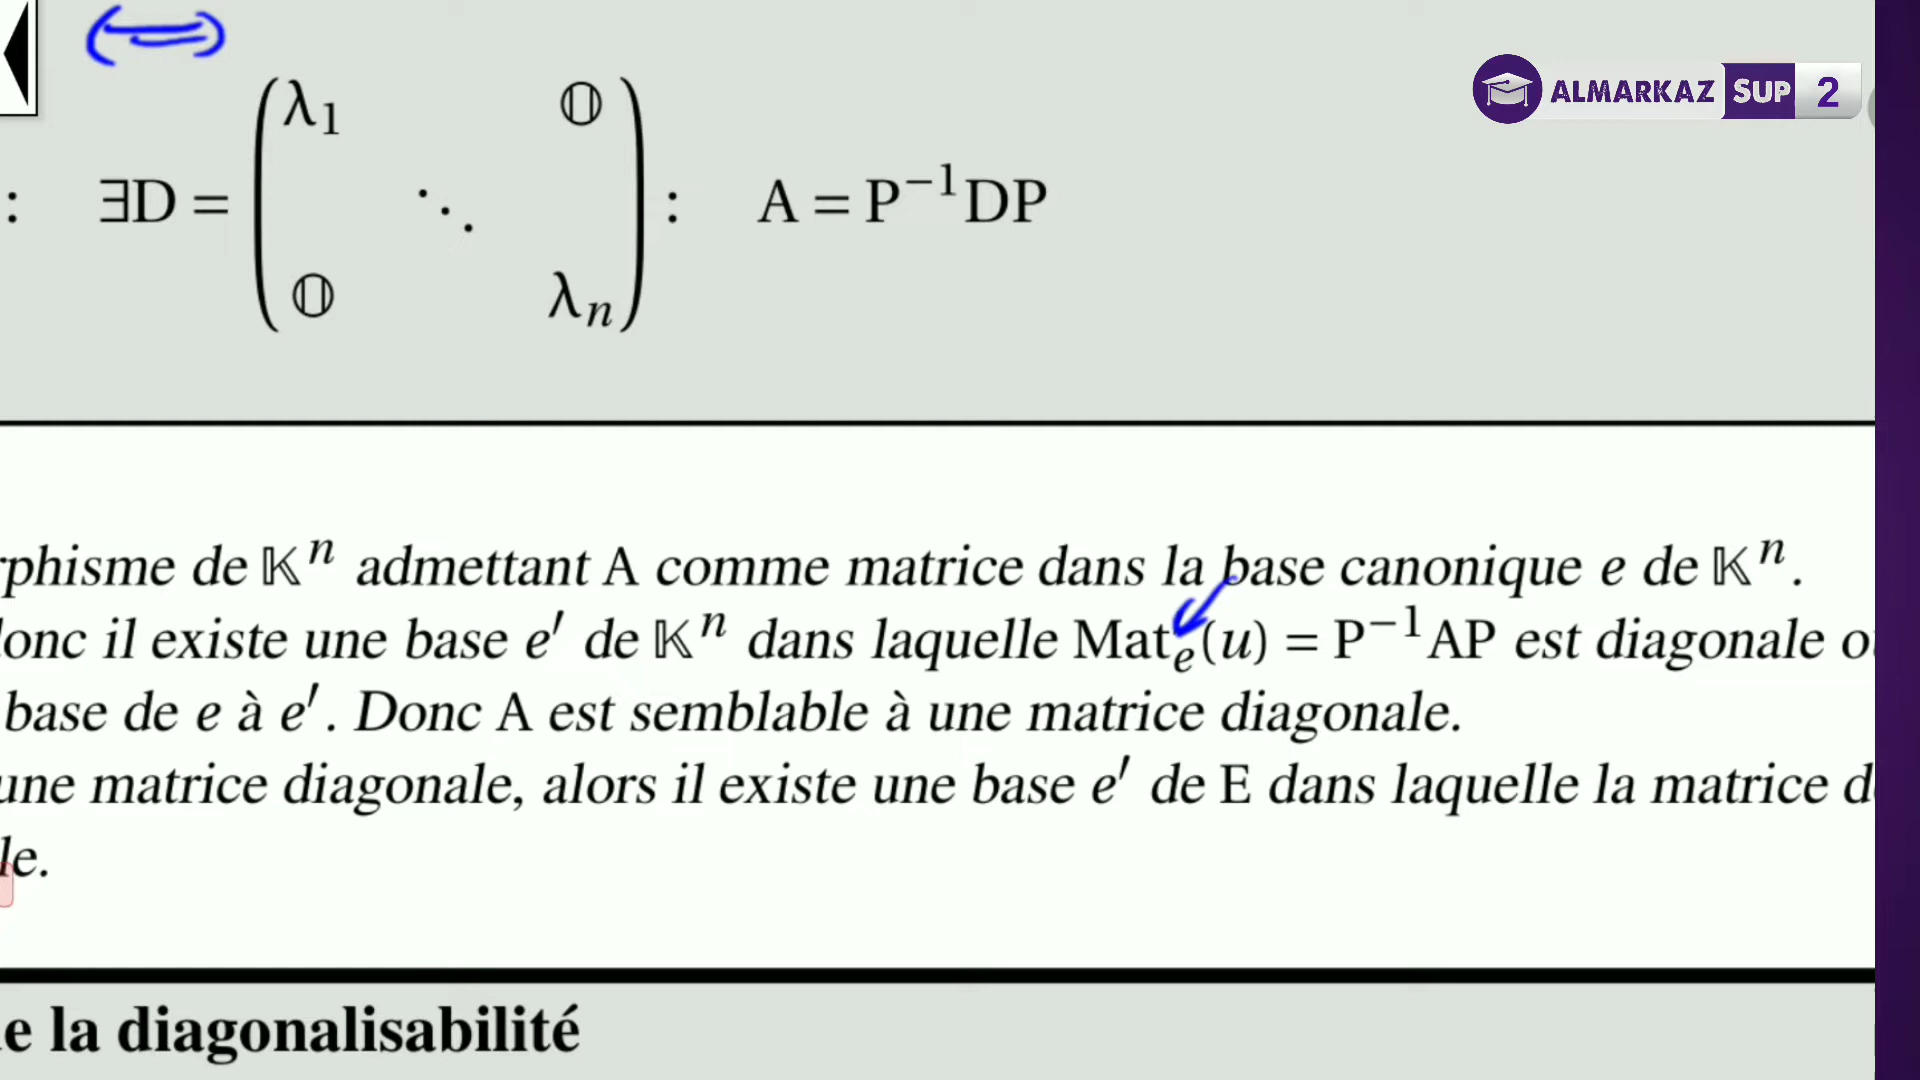 ALMARKAZ SUP 2
λ1 𝕆
: ∃D = ⋱ : A = P⁻¹DP
𝕆 λn
rphisme de 𝕂ⁿ admettant A comme matrice dans la base canonique e de 𝕂ⁿ.
onc il existe une base e′ de 𝕂ⁿ dans laquelle Mat_e(u) = P⁻¹AP est diagonale o
base de e à e′. Donc A est semblable à une matrice diagonale.
une matrice diagonale, alors il existe une base e′ de E dans laquelle la matrice d
le.
e la diagonalisabilité